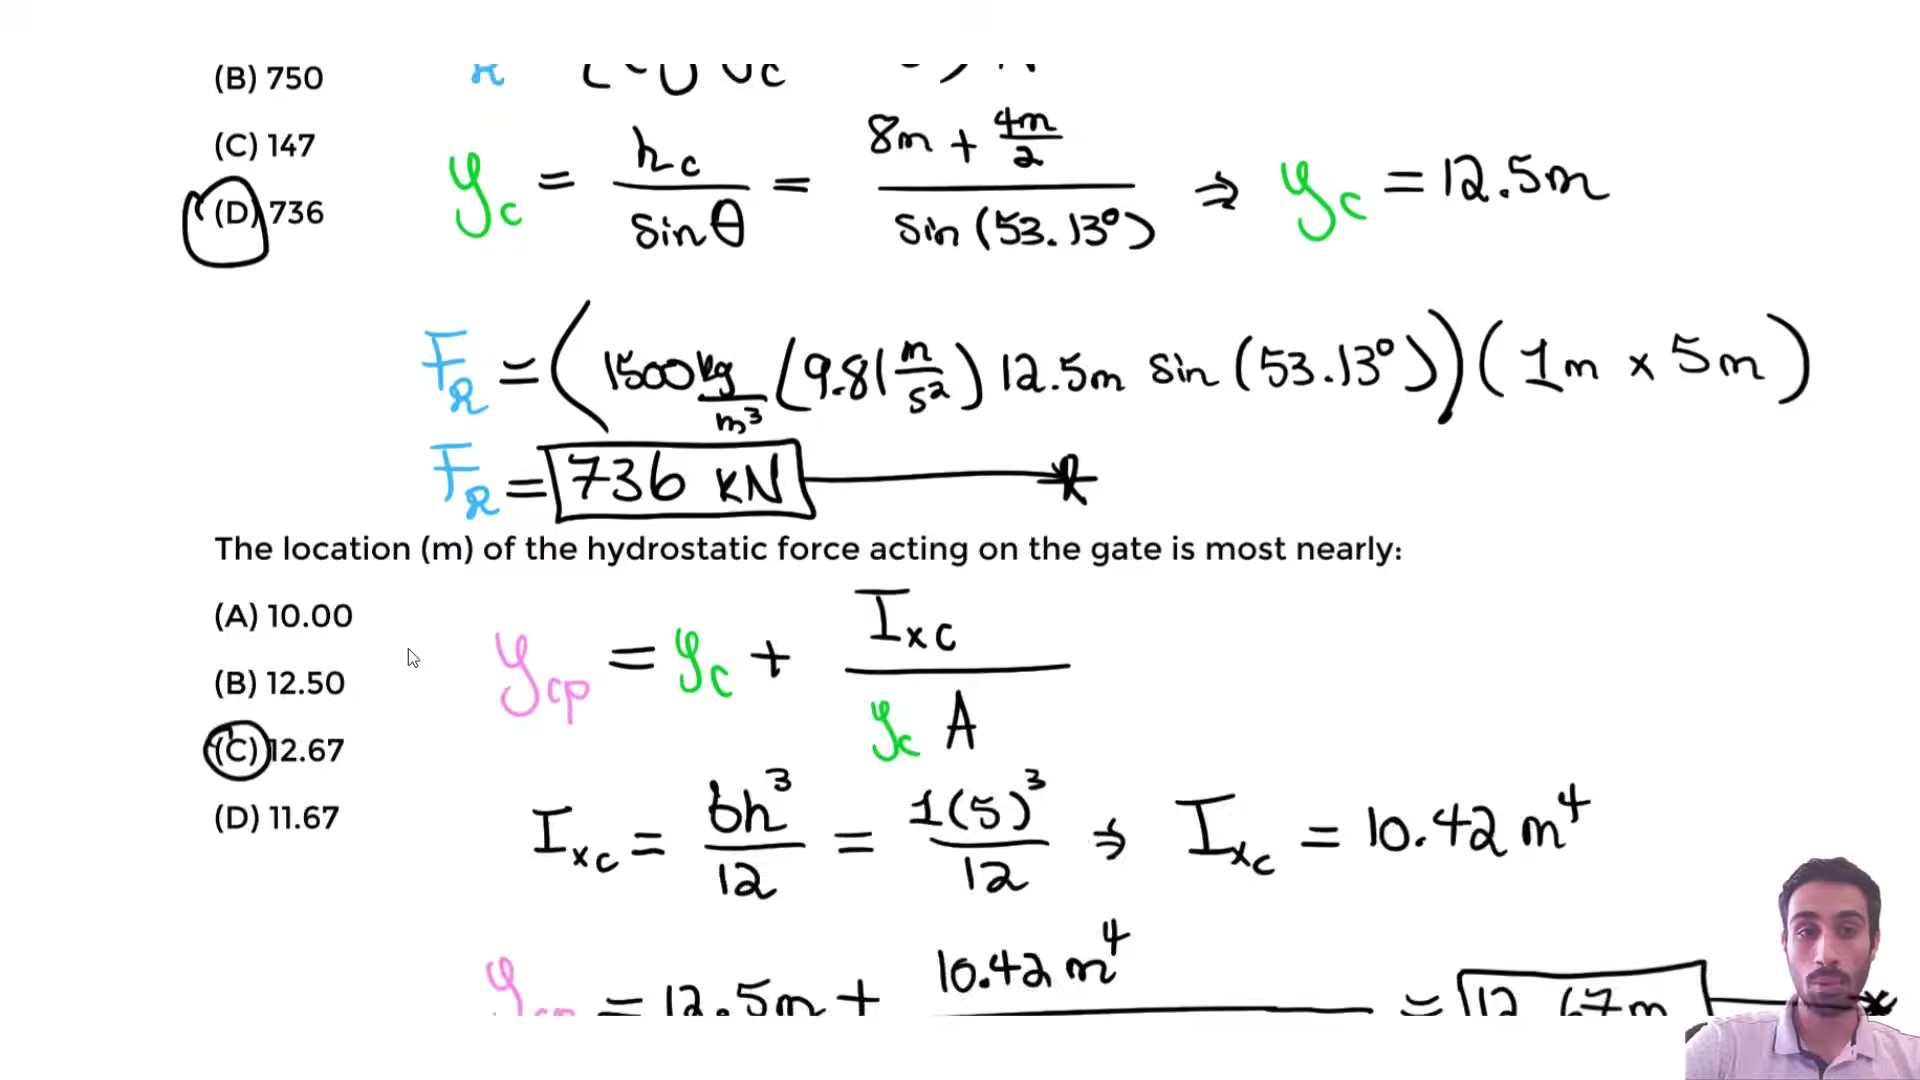 (B) 750
(C) 147
y_c = h_c / sin θ = (8m + 4m/2) / sin (53.13°) ⇒ y_c = 12.5m
(D) 736
F_R = (1500 kg/m³ (9.81 m/s²) 12.5m sin (53.13°)) (1m × 5m)
F_R = 736 KN
The location (m) of the hydrostatic force acting on the gate is most nearly:
(A) 10.00
y_cp = y_c + I_xc / y_c A
(B) 12.50
(C) 12.67
(D) 11.67
I_xc = bh³ / 12 = 1(5)³ / 12 ⇒ I_xc = 10.42 m⁴
y_cp = 12.5m + 10.42 m⁴ = 12.67m